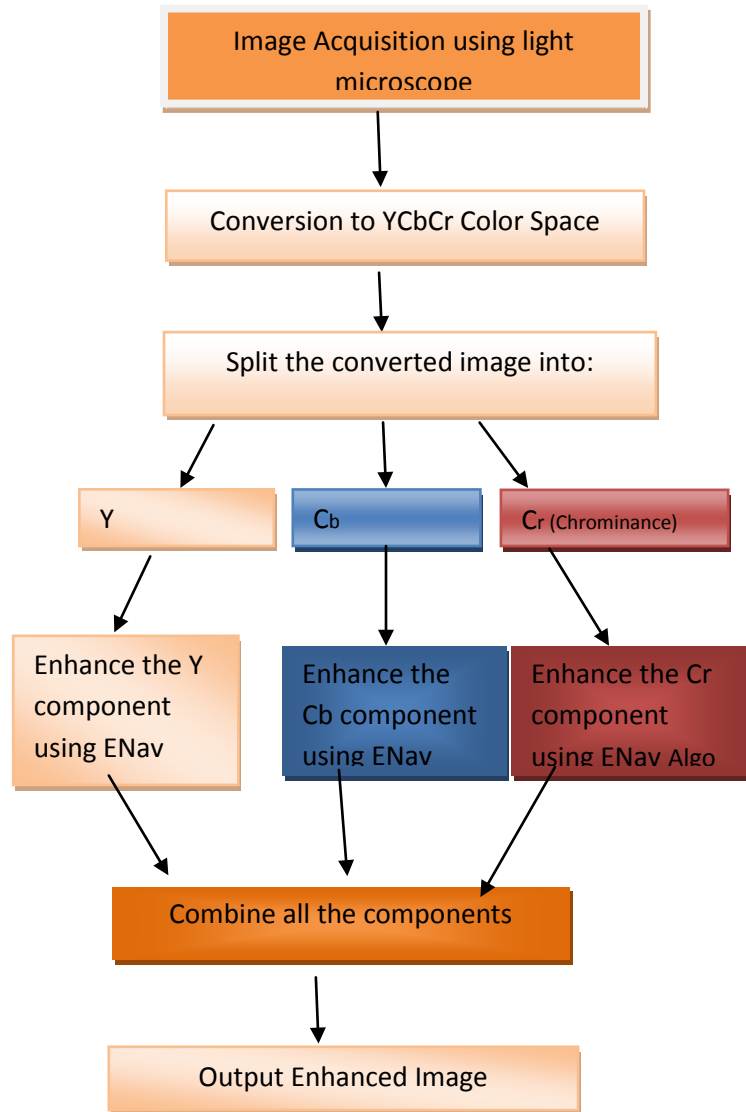 Image Acquisition using light
microscope
Conversion to YCbCr Color Space
Split the converted image into:
Y
Cb
Cr (Chrominance)
Enhance the Y
component
using ENav
Enhance the
Cb component
using ENav
Enhance the Cr
component
using ENav Algo
Combine all the components
Output Enhanced Image